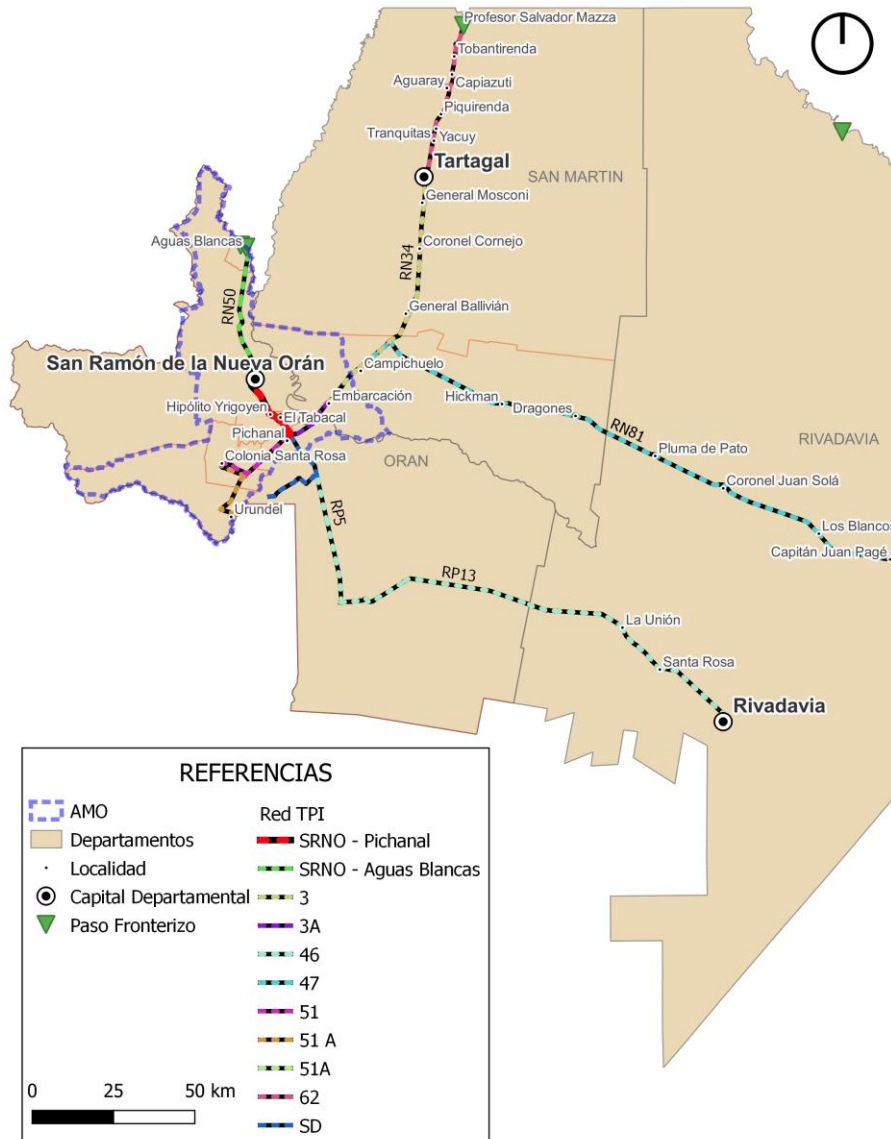 Profesor Salvador Mazza
Tobantirenda
Aguaray
Capiazuti
Piquirenda
Tranquitas
Yacuy
Tartagal
SAN MARTIN
General Mosconi
Aguas Blancas
Coronel Cornejo
RN34
RN50
General Ballivián
San Ramón de la Nueva Orán
Campichuelo
Hipólito Yrigoyen
El Tabacal
Embarcación
Hickman
Dragones
Pichanal
RN81
RIVADAVIA
Colonia Santa Rosa
ORAN
Pluma de Pato
Coronel Juan Solá
Urundel
RP5
Los Blancos
Capitán Juan Pagé
RP13
La Unión
Santa Rosa
Rivadavia
REFERENCIAS
AMO
Departamentos
Localidad
Capital Departamental
Paso Fronterizo
Red TPI
SRNO - Pichanal
SRNO - Aguas Blancas
3
3A
46
47
51
51 A
51A
62
SD
0 25 50 km